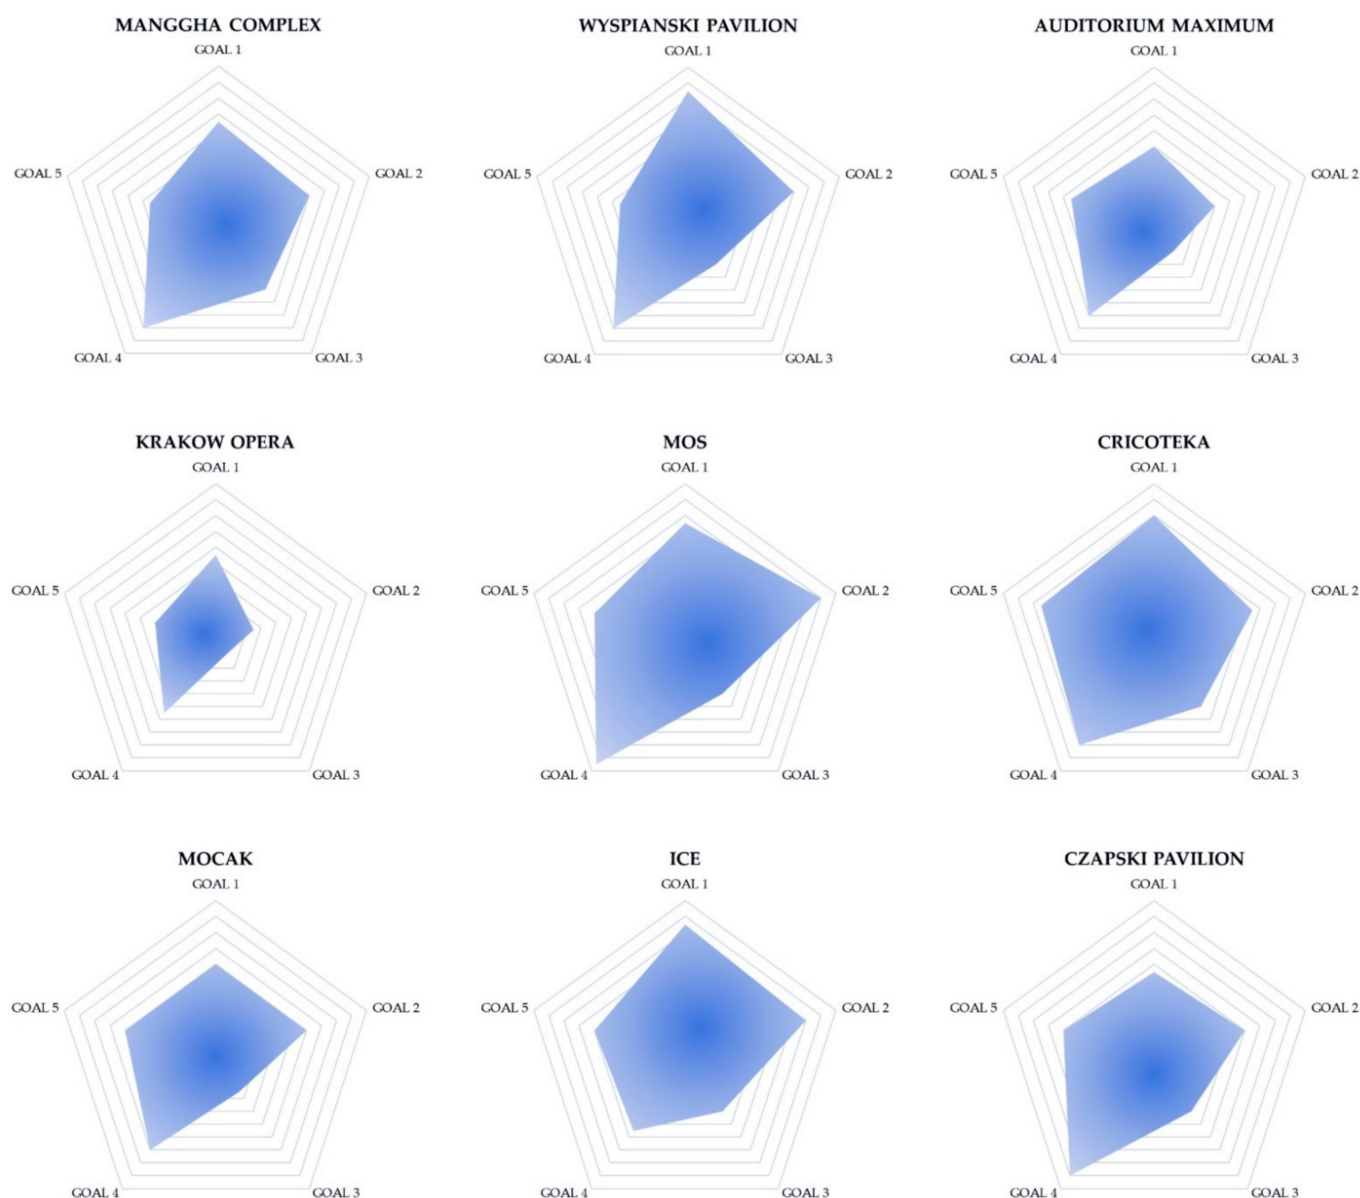 MANGGHA COMPLEX
GOAL 1
GOAL 5
GOAL 2
GOAL 4
GOAL 3
WYSPIANSKI PAVILION
GOAL 1
GOAL 5
GOAL 2
GOAL 4
GOAL 3
AUDITORIUM MAXIMUM
GOAL 1
GOAL 5
GOAL 2
GOAL 4
GOAL 3
KRAKOW OPERA
GOAL 1
GOAL 5
GOAL 2
GOAL 4
GOAL 3
MOS
GOAL 1
GOAL 5
GOAL 2
GOAL 4
GOAL 3
CRICOTEKA
GOAL 1
GOAL 5
GOAL 2
GOAL 4
GOAL 3
MOCAK
GOAL 1
GOAL 5
GOAL 2
GOAL 4
GOAL 3
ICE
GOAL 1
GOAL 5
GOAL 2
GOAL 4
GOAL 3
CZAPSKI PAVILION
GOAL 1
GOAL 5
GOAL 2
GOAL 4
GOAL 3